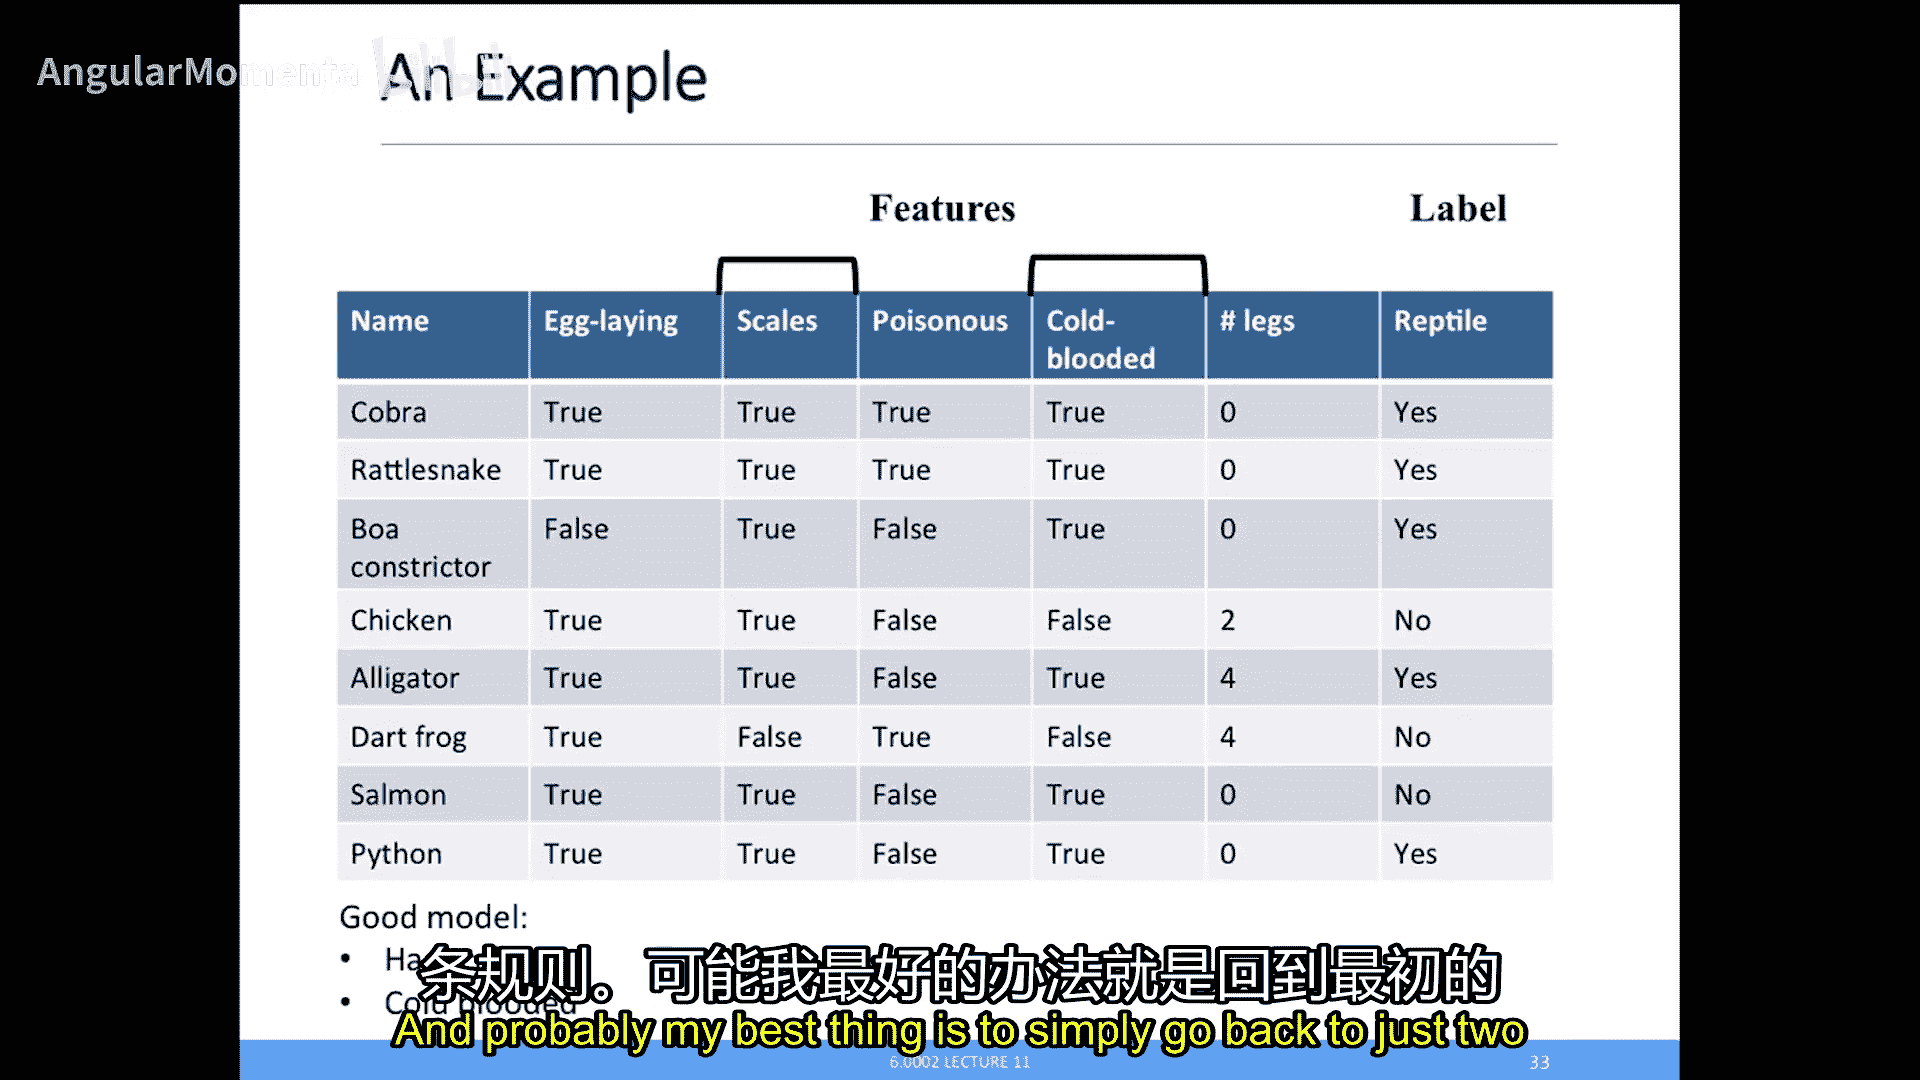 AngularMomenta
An Example
Features Label
Name Egg-laying Scales Poisonous Cold-blooded # legs Reptile
Cobra True True True True 0 Yes
Rattlesnake True True True True 0 Yes
Boa constrictor False True False True 0 Yes
Chicken True True False False 2 No
Alligator True True False True 4 Yes
Dart frog True False True False 4 No
Salmon True True False True 0 No
Python True True False True 0 Yes
Good model:
• 
• Cold blooded
条规则。可能我最好的办法就是回到最初的
And probably my best thing is to simply go back to just two
6.0002 LECTURE 11
33